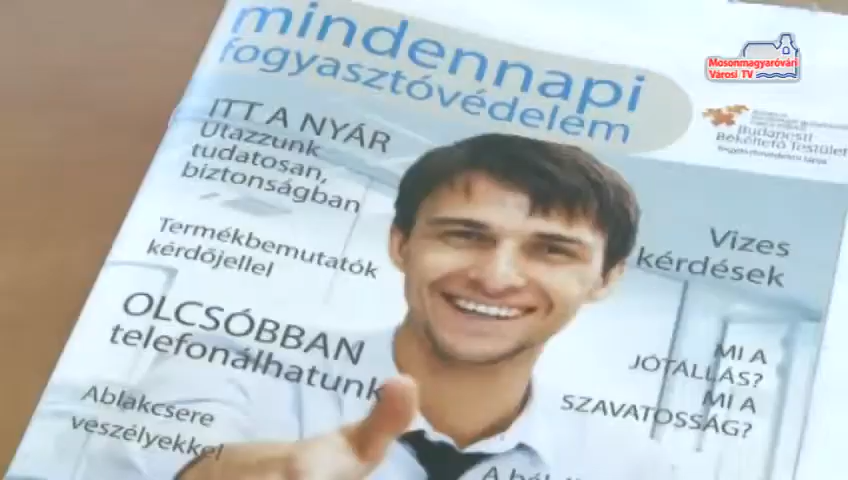 mindennapi
fogyasztóvédelem
Mosonmagyaróvári
Városi TV
Budapesti
Békéltető Testület
ITT A NYÁR
Utazzunk
tudatosan,
biztonságban
Termékbemutatók
kérdőjellel
Vizes
kérdések
OLCSÓBBAN
telefonálhatunk
MI A
JÓTÁLLÁS?
MI A
SZAVATOSSÁG?
Ablakcsere
veszélyekkel